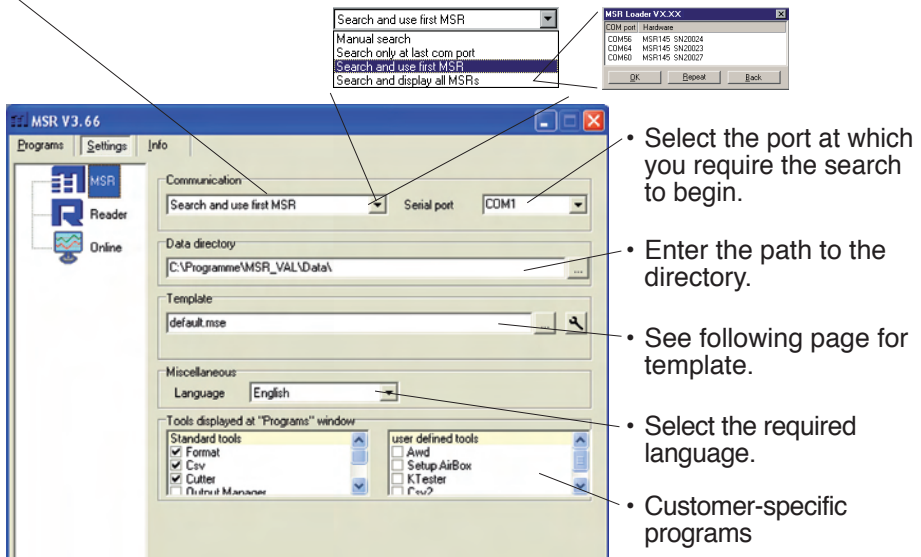 Search and use first MSR
Manual search
Search only at last com port
Search and use first MSR
Search and display all MSRs
MSR Loader VX.XX
COM port Hardware
COM56 MSR145 SN20024
COM64 MSR145 SN20023
COM60 MSR145 SN20027
OK Repeat Back
MSR V3.66
Programs Settings Info
MSR
Reader
Online
Communication
Search and use first MSR Serial port COM1
Data directory
C:\Programme\MSR_VAL\Data\ ...
Template
default.mse ...
Miscellaneous
Language English
Tools displayed at "Programs" window
Standard tools
Format
Csv
Cutter
Output Manager
user defined tools
Awd
Setup AirBox
KTester
Csv2
• Select the port at which
you require the search
to begin.
• Enter the path to the
directory.
• See following page for
template.
• Select the required
language.
• Customer-specific
programs